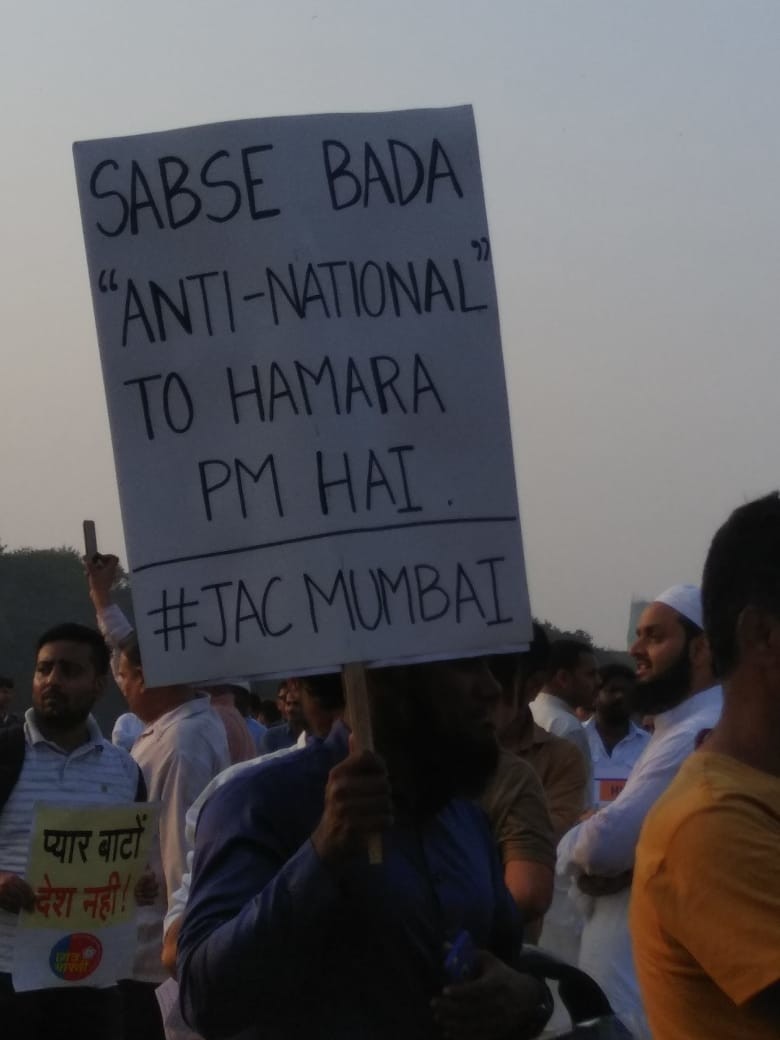 SABSE BADA
"ANTI-NATIONAL"
TO HAMARA
PM HAI.
#JAC MUMBAI
प्यार बाटों
देश नही!